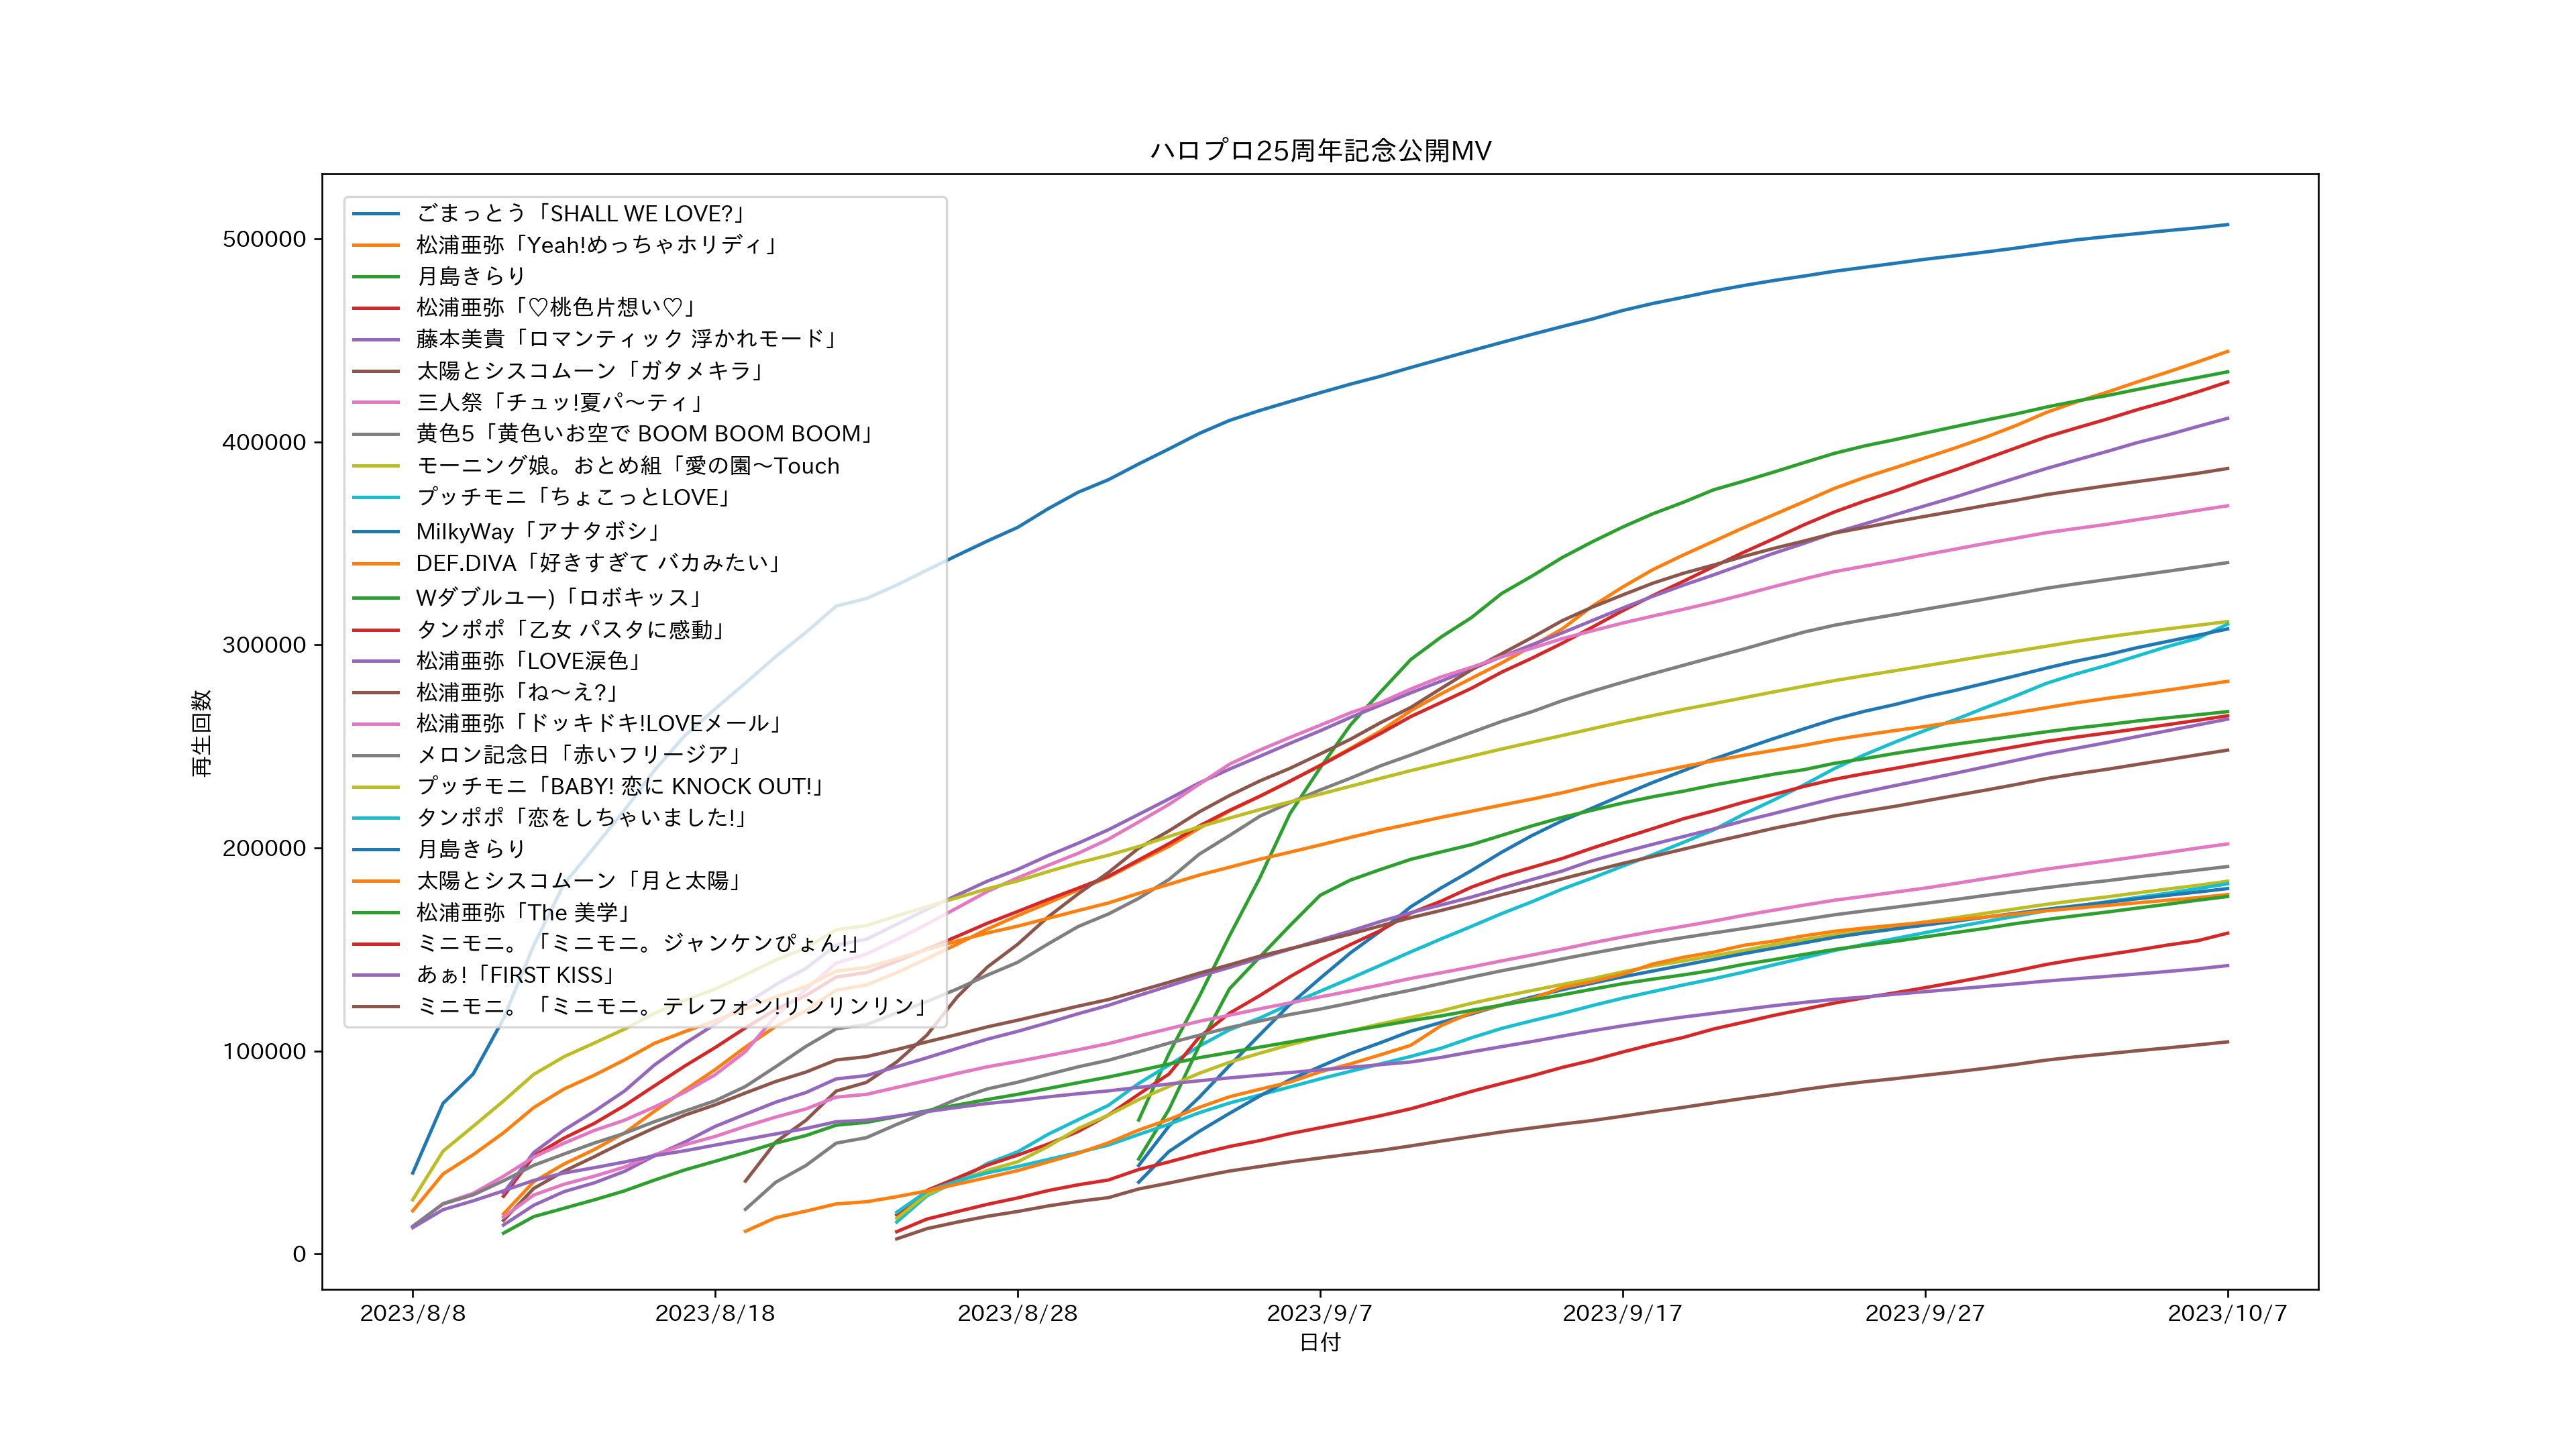 ハロプロ25周年記念公開MV
ごまっとう「SHALL WE LOVE?」
松浦亜弥「Yeah!めっちゃホリディ」
月島きらり
松浦亜弥「♡桃色片想い♡」
藤本美貴「ロマンティック 浮かれモード」
太陽とシスコムーン「ガタメキラ」
三人祭「チュッ!夏パ〜ティ」
黄色5「黄色いお空で BOOM BOOM BOOM」
モーニング娘。おとめ組「愛の園〜Touch
プッチモニ「ちょこっとLOVE」
MilkyWay「アナタボシ」
DEF.DIVA「好きすぎて バカみたい」
Wダブルユー)「ロボキッス」
タンポポ「乙女 パスタに感動」
松浦亜弥「LOVE涙色」
松浦亜弥「ね〜え?」
松浦亜弥「ドッキドキ!LOVEメール」
メロン記念日「赤いフリージア」
プッチモニ「BABY! 恋に KNOCK OUT!」
タンポポ「恋をしちゃいました!」
月島きらり
太陽とシスコムーン「月と太陽」
松浦亜弥「The 美学」
ミニモニ。「ミニモニ。ジャンケンぴょん!」
あぁ!「FIRST KISS」
ミニモニ。「ミニモニ。テレフォン!リンリンリン」
500000
400000
300000
200000
100000
0
再生回数
2023/8/8
2023/8/18
2023/8/28
2023/9/7
2023/9/17
2023/9/27
2023/10/7
日付